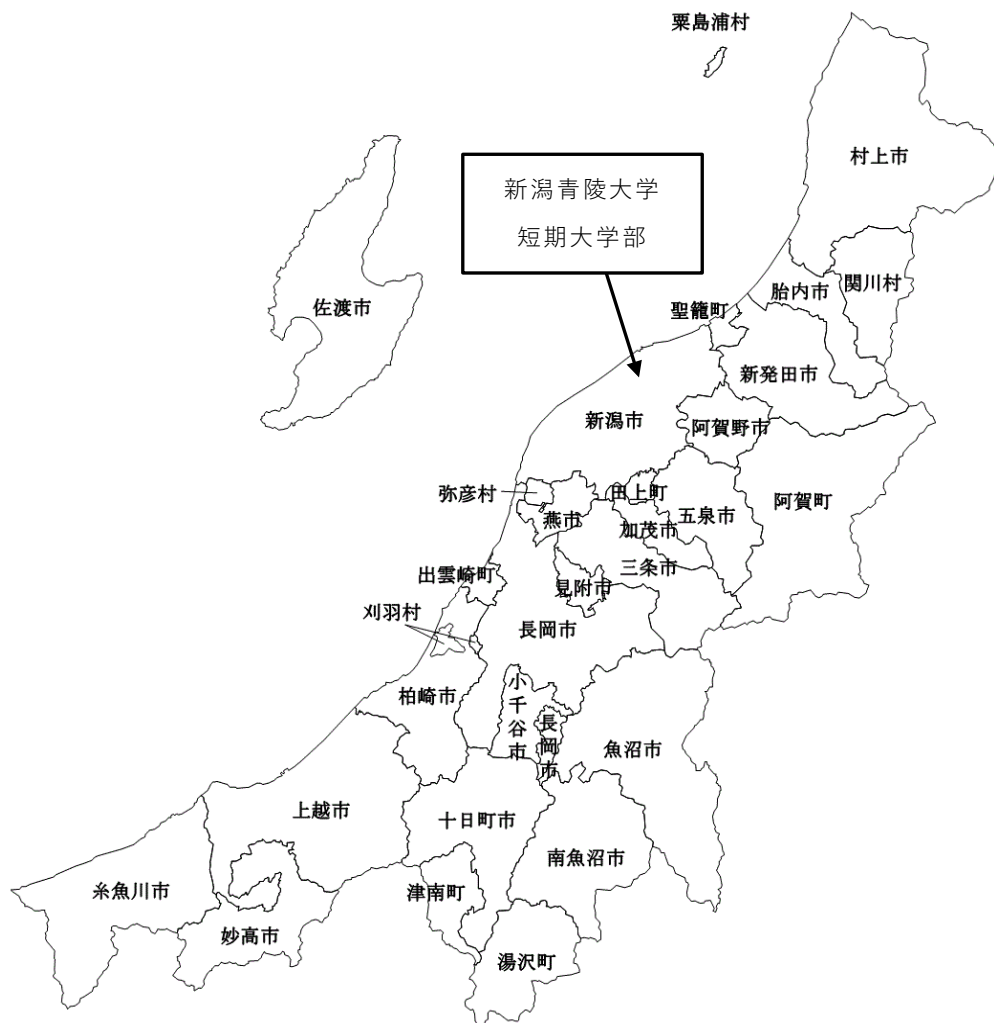 粟島浦村
村上市
新潟青陵大学
短期大学部
関川村
胎内市
佐渡市
聖籠町
新発田市
新潟市
阿賀野市
弥彦村
田上町
阿賀町
燕市
五泉市
加茂市
三条市
出雲崎町
見附市
刈羽村
長岡市
柏崎市
小千谷市
長岡市
魚沼市
上越市
十日町市
南魚沼市
糸魚川市
津南町
妙高市
湯沢町